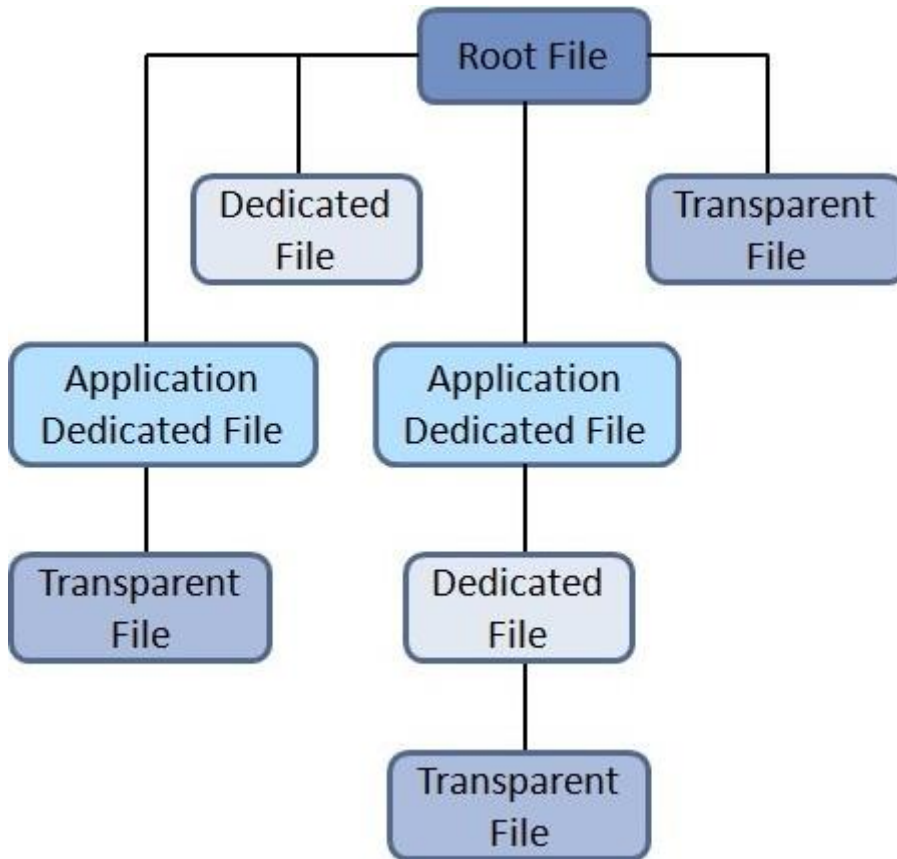 Root File
Dedicated
File
Transparent
File
Application
Dedicated File
Application
Dedicated File
Transparent
File
Dedicated
File
Transparent
File